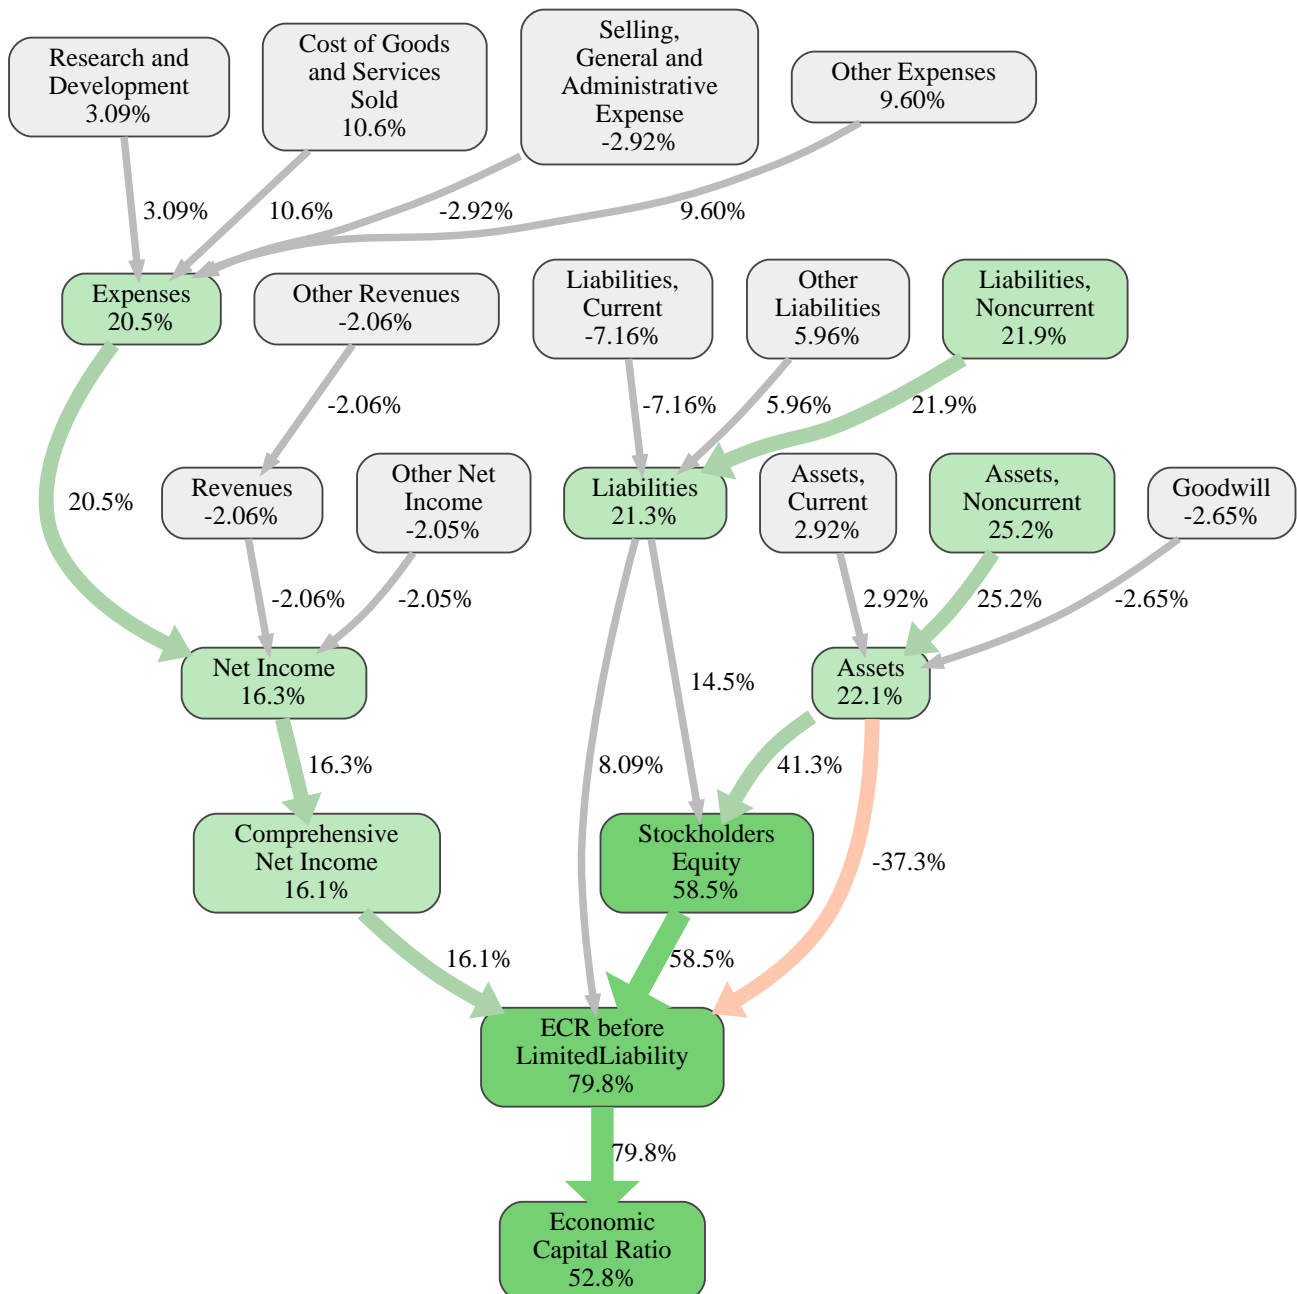 Research and
Development
3.09%
Cost of Goods
and Services
Sold
10.6%
Selling,
General and
Administrative
Expense
-2.92%
Other Expenses
9.60%
3.09%
10.6%
-2.92%
9.60%
Expenses
20.5%
Other Revenues
-2.06%
Liabilities,
Current
-7.16%
Other
Liabilities
5.96%
Liabilities,
Noncurrent
21.9%
-2.06%
-7.16%
5.96%
21.9%
20.5%
Revenues
-2.06%
Other Net
Income
-2.05%
Liabilities
21.3%
Assets,
Current
2.92%
Assets,
Noncurrent
25.2%
Goodwill
-2.65%
-2.06%
-2.05%
2.92%
25.2%
-2.65%
Net Income
16.3%
14.5%
Assets
22.1%
16.3%
8.09%
41.3%
-37.3%
Comprehensive
Net Income
16.1%
Stockholders
Equity
58.5%
16.1%
58.5%
ECR before
LimitedLiability
79.8%
79.8%
Economic
Capital Ratio
52.8%